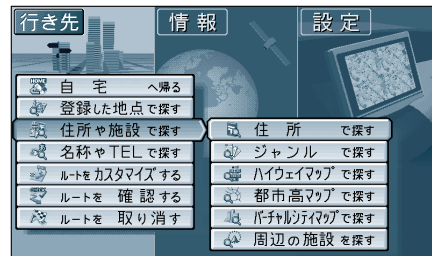 行き先
情報
設定
HOME 自宅 へ帰る
登録した地点で探す
住所や施設で探す
名称やTELで探す
ルートをカスタマイズする
ルートを 確認する
ルートを 取り消す
住所 で探す
ジャンル で探す
ハイウェイマップで探す
都市高マップで探す
バーチャルシティマップで探す
周辺の施設を探す